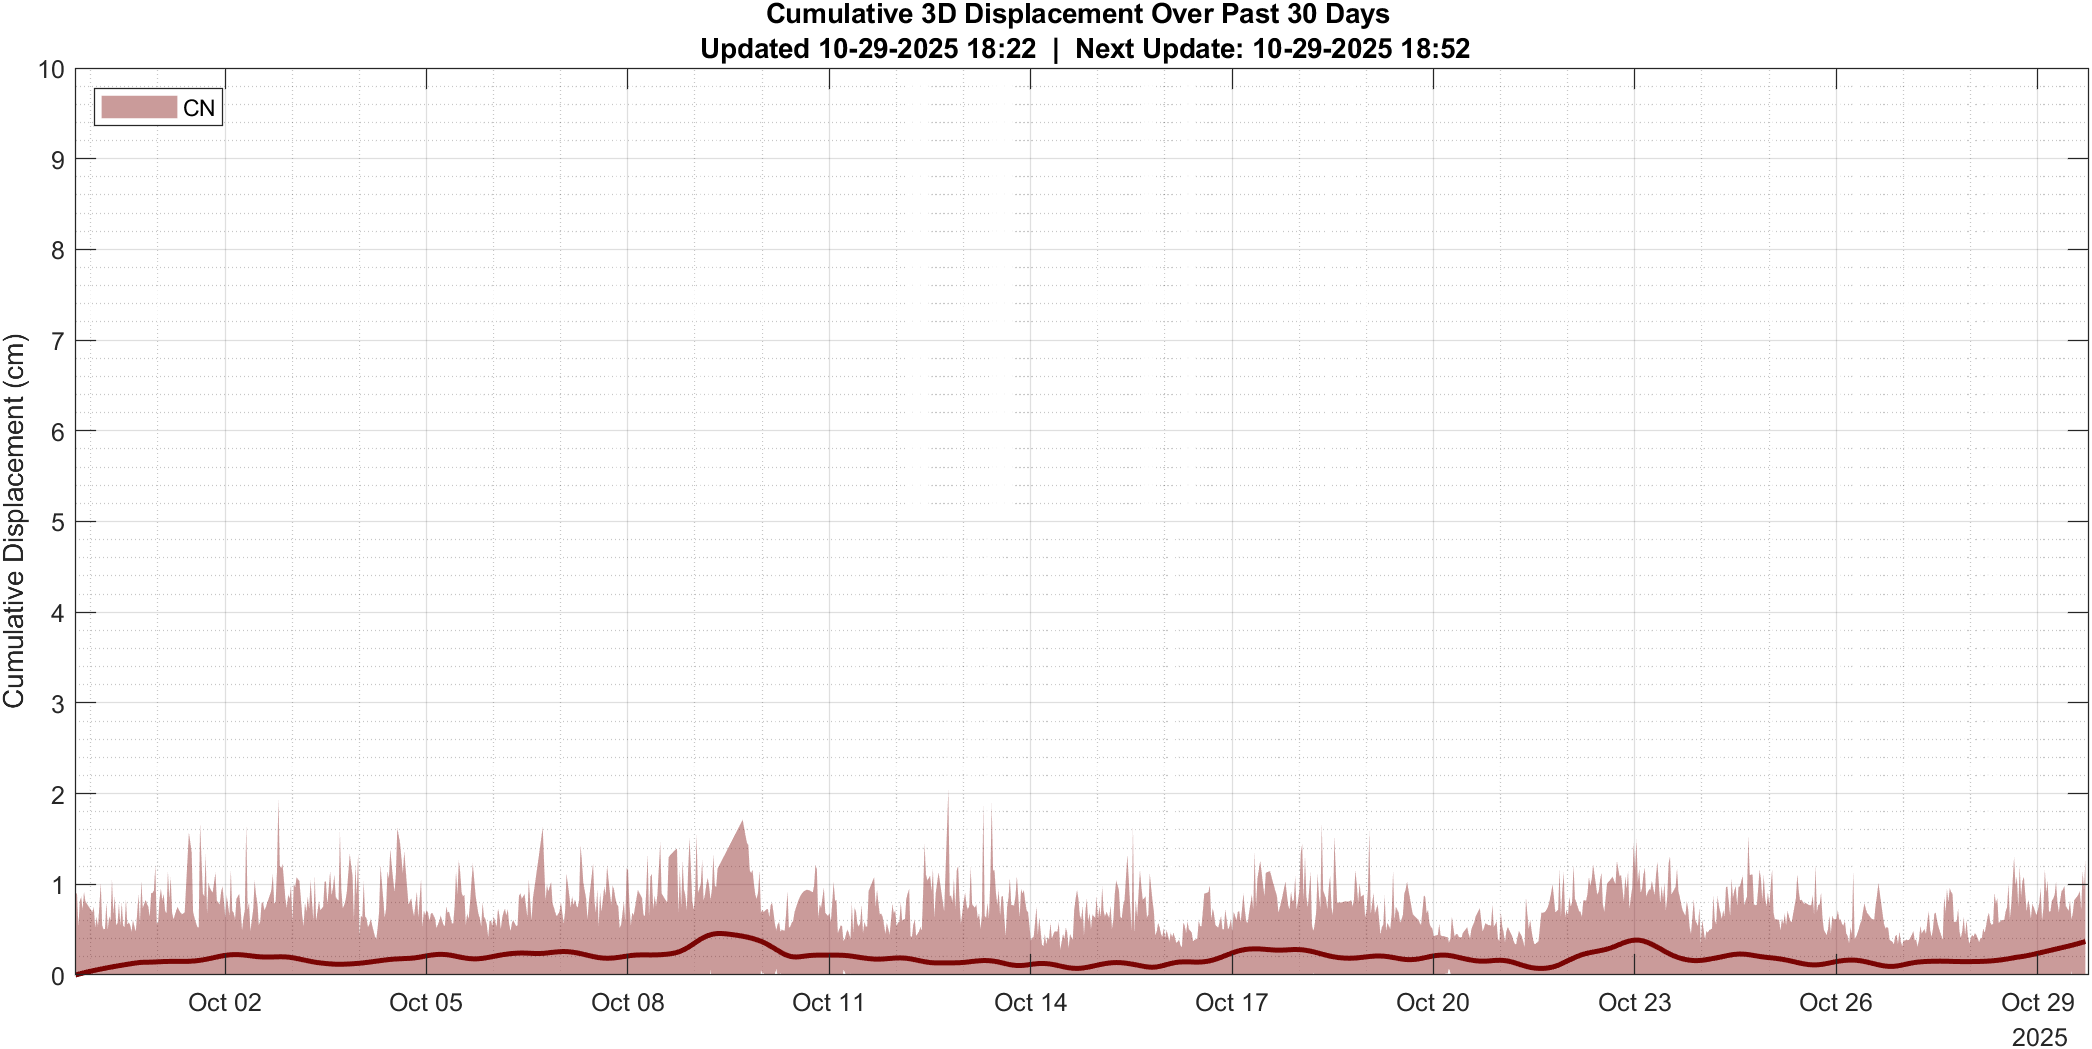 Cumulative 3D Displacement Over Past 30 Days
Updated 10-29-2025 18:22 | Next Update: 10-29-2025 18:52
CN
Cumulative Displacement (cm)
10
9
8
7
6
5
4
3
2
1
0
Oct 02
Oct 05
Oct 08
Oct 11
Oct 14
Oct 17
Oct 20
Oct 23
Oct 26
Oct 29
2025